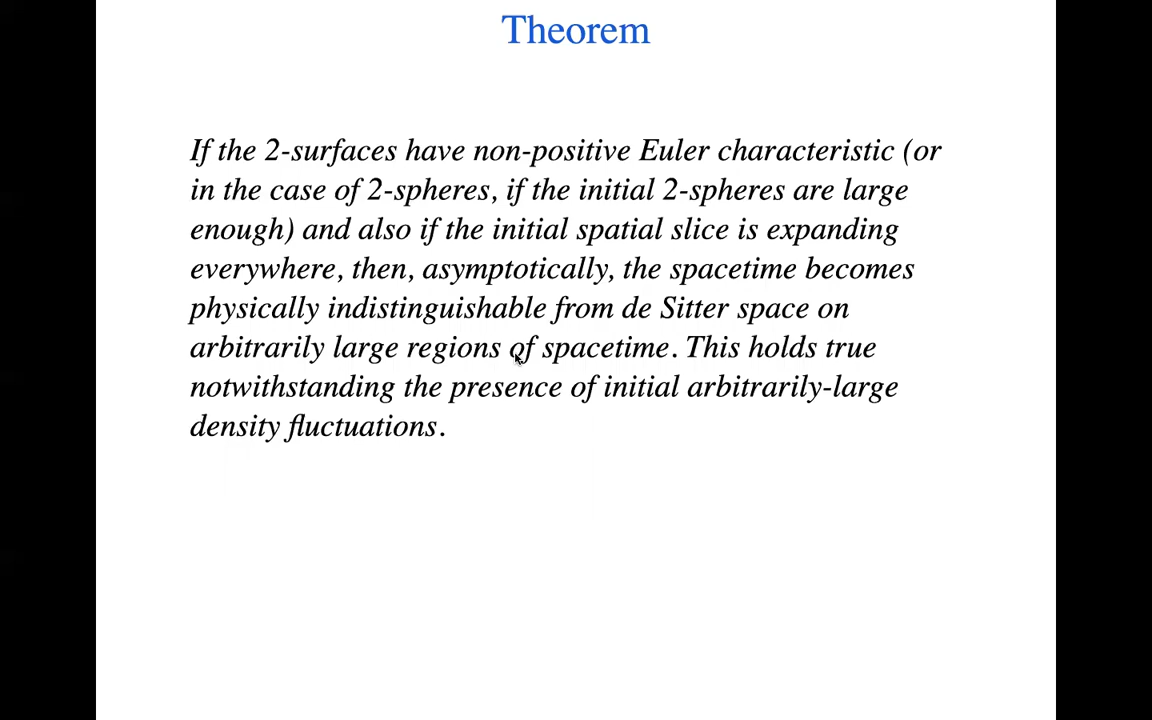 Theorem
If the 2-surfaces have non-positive Euler characteristic (or
in the case of 2-spheres, if the initial 2-spheres are large
enough) and also if the initial spatial slice is expanding
everywhere, then, asymptotically, the spacetime becomes
physically indistinguishable from de Sitter space on
arbitrarily large regions of spacetime. This holds true
notwithstanding the presence of initial arbitrarily-large
density fluctuations.